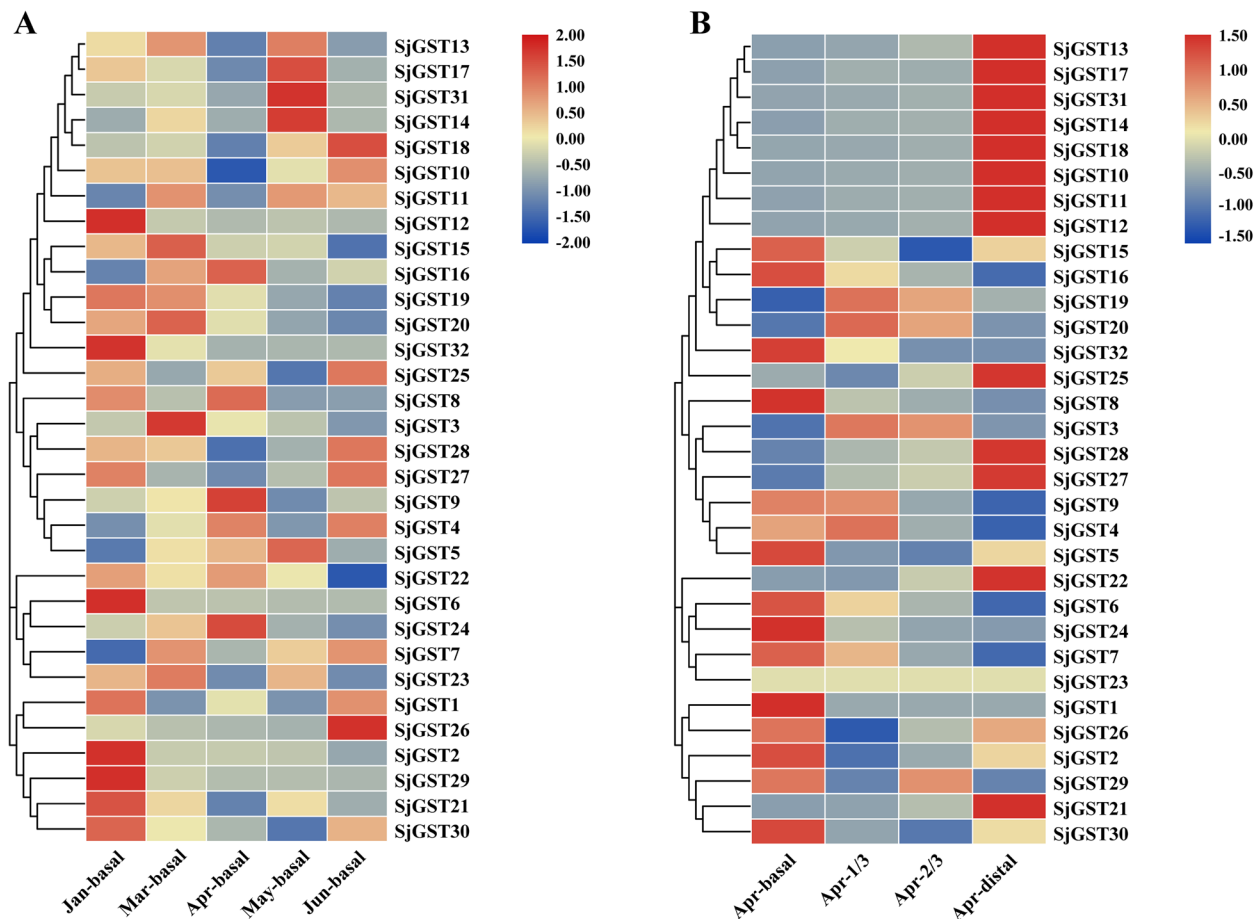 A
SjGST13
SjGST17
SjGST31
SjGST14
SjGST18
SjGST10
SjGST11
SjGST12
SjGST15
SjGST16
SjGST19
SjGST20
SjGST32
SjGST25
SjGST8
SjGST3
SjGST28
SjGST27
SjGST9
SjGST4
SjGST5
SjGST22
SjGST6
SjGST24
SjGST7
SjGST23
SjGST1
SjGST26
SjGST2
SjGST29
SjGST21
SjGST30
Jan-basal
Mar-basal
Apr-basal
May-basal
Jun-basal
2.00
1.50
1.00
0.50
0.00
-0.50
-1.00
-1.50
-2.00
B
SjGST13
SjGST17
SjGST31
SjGST14
SjGST18
SjGST10
SjGST11
SjGST12
SjGST15
SjGST16
SjGST19
SjGST20
SjGST32
SjGST25
SjGST8
SjGST3
SjGST28
SjGST27
SjGST9
SjGST4
SjGST5
SjGST22
SjGST6
SjGST24
SjGST7
SjGST23
SjGST1
SjGST26
SjGST2
SjGST29
SjGST21
SjGST30
Apr-basal
Apr-1/3
Apr-2/3
Apr-distal
1.50
1.00
0.50
0.00
-0.50
-1.00
-1.50